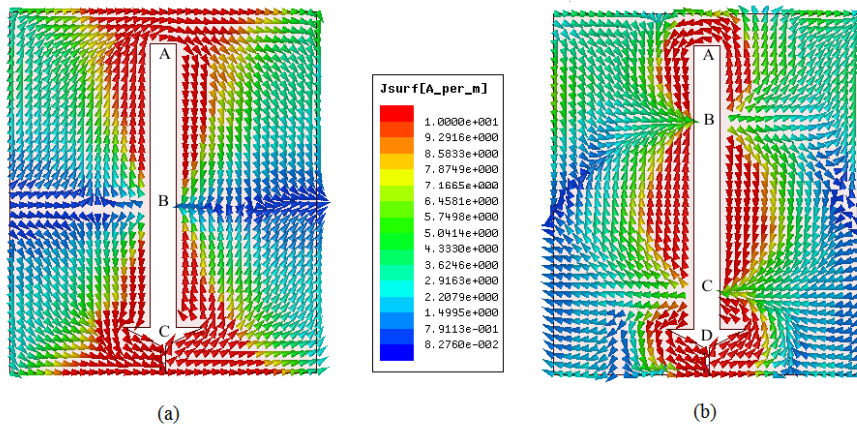 A
B
C
(a)
Jsurf[A_per_m]
1.0000e+001
9.2916e+000
8.5833e+000
7.8749e+000
7.1665e+000
6.4581e+000
5.7498e+000
5.0414e+000
4.3330e+000
3.6246e+000
2.9163e+000
2.2079e+000
1.4995e+000
7.9113e-001
8.2760e-002
A
B
C
D
(b)